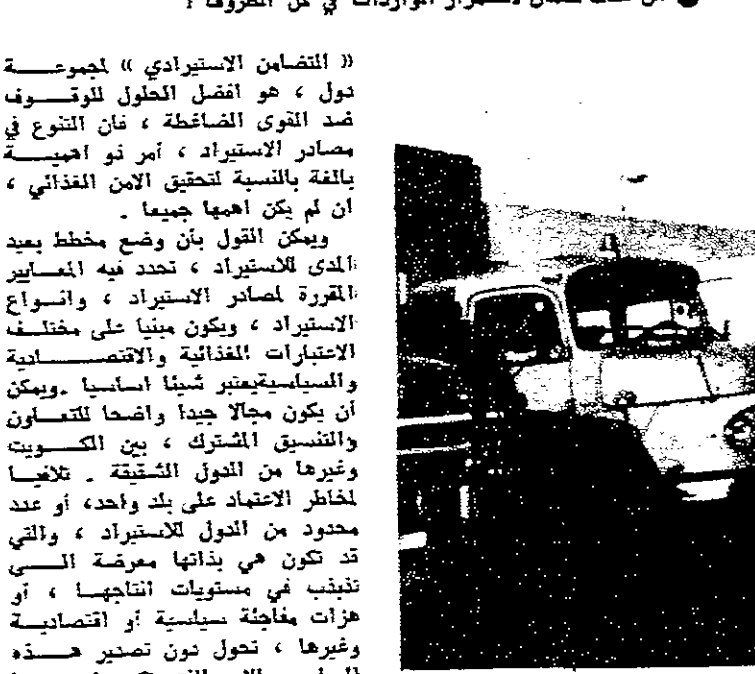 لاستمرار الواردات في كل الظروف ؟
(( التضامن الاستيرادي )) لمجموعة
دول ، هو افضل الحلول للوقوف
ضد القوى الضاغطة ، فان التنوع في
مصادر الاستيراد ، أمر ذو اهمية
بالغة بالنسبة لتحقيق الامن الغذائي ،
ان لم يكن اهمها جميعا .
ويمكن القول بأن وضع مخطط بعيد
المدى للاستيراد ، تحدد فيه المعايير
المقررة لمصادر الاستيراد ، وانواع
الاستيراد ، ويكون مبنيا على مختلف
الاعتبارات الغذائية والاقتصادية
والسياسيةيعتبر شيئا اساسيا .ويمكن
أن يكون مجالا جيدا واضحا للتعاون
والتنسيق المشترك ، بين الكويت
وغيرها من الدول الشقيقة . تلافيا
لمخاطر الاعتماد على بلد واحد، أو عدد
محدود من الدول للاستيراد ، والتي
قد تكون هي بذاتها معرضة الى
تذبذب في مستويات انتاجها ، أو
هزات مفاجئة سياسية أو اقتصادية
وغيرها ، تحول دون تصدير هذه